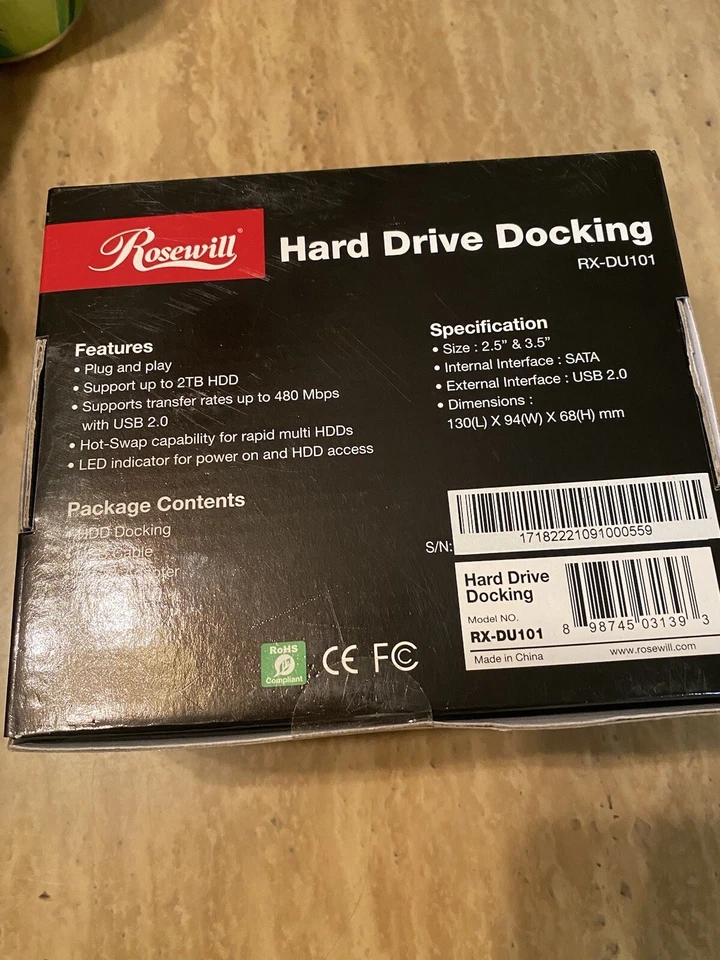 Rosewill®
Hard Drive Docking
RX-DU101
Features
• Plug and play
• Support up to 2TB HDD
• Supports transfer rates up to 480 Mbps
with USB 2.0
• Hot-Swap capability for rapid multi HDDs
• LED indicator for power on and HDD access
Specification
• Size : 2.5” & 3.5”
• Internal Interface : SATA
• External Interface : USB 2.0
• Dimensions :
130(L) X 94(W) X 68(H) mm
Package Contents
HDD Docking
Cable
S/N:
17182221091000559
Hard Drive
Docking
Model NO.
RX-DU101
Made in China
8 98745 03139 3
www.rosewill.com
RoHS
Compliant
CE FC